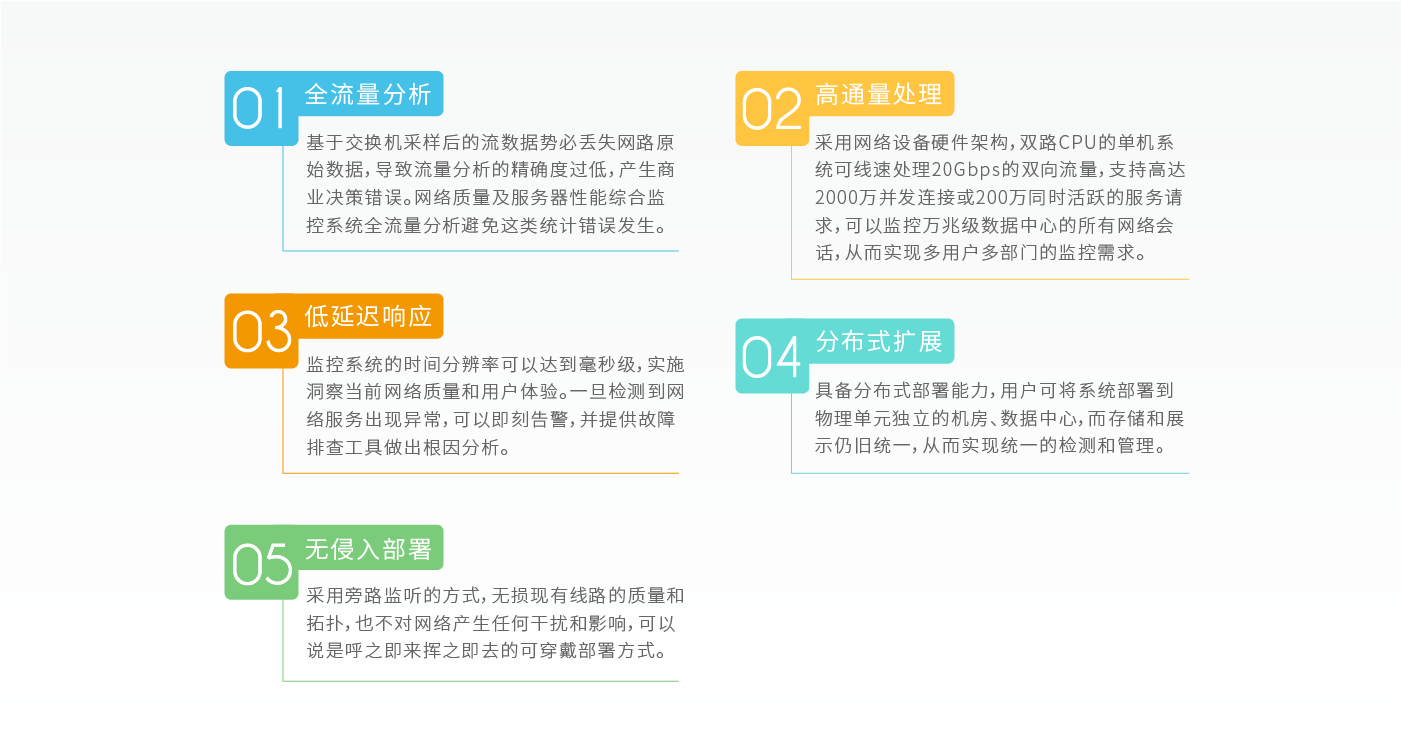 01 全流量分析
基于交换机采样后的流数据势必丢失网路原
始数据，导致流量分析的精确度过低，产生商
业决策错误。网络质量及服务器性能综合监
控系统全流量分析避免这类统计错误发生。
02 高通量处理
采用网络设备硬件架构，双路CPU的单机系
统可线速处理20Gbps的双向流量，支持高达
2000万并发连接或200万同时活跃的服务请
求，可以监控万兆级数据中心的所有网络会
话，从而实现多用户多部门的监控需求。
03 低延迟响应
监控系统的时间分辨率可以达到毫秒级，实施
洞察当前网络质量和用户体验。一旦检测到网
络服务出现异常，可以即刻告警，并提供故障
排查工具做出根因分析。
04 分布式扩展
具备分布式部署能力，用户可将系统部署到
物理单元独立的机房、数据中心，而存储和展
示仍旧统一，从而实现统一的检测和管理。
05 无侵入部署
采用旁路监听的方式，无损现有线路的质量和
拓扑，也不对网络产生任何干扰和影响，可以
说是呼之即来挥之即去的可穿戴部署方式。